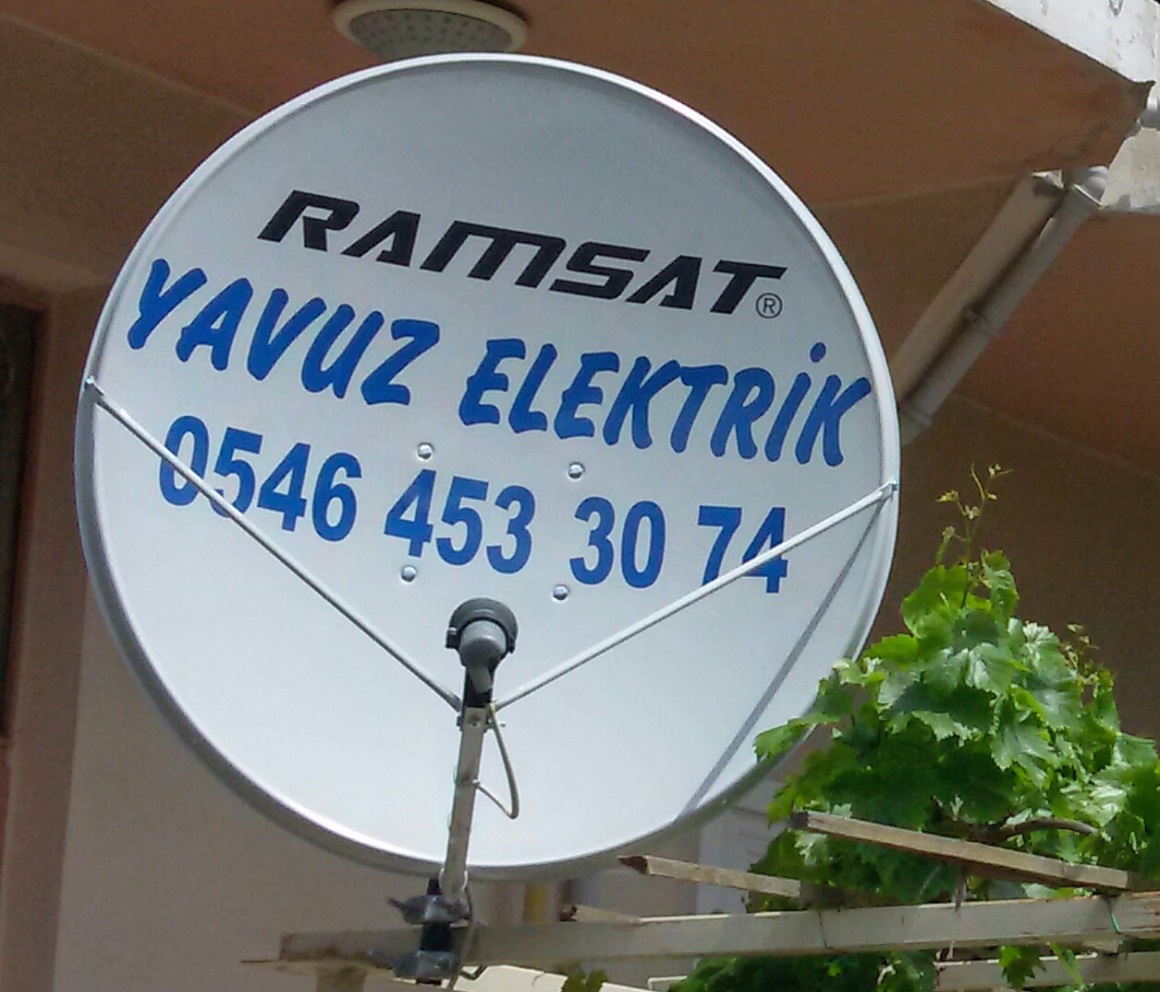 RAMSAT®
YAVUZ ELEKTRİK
0546 453 30 74